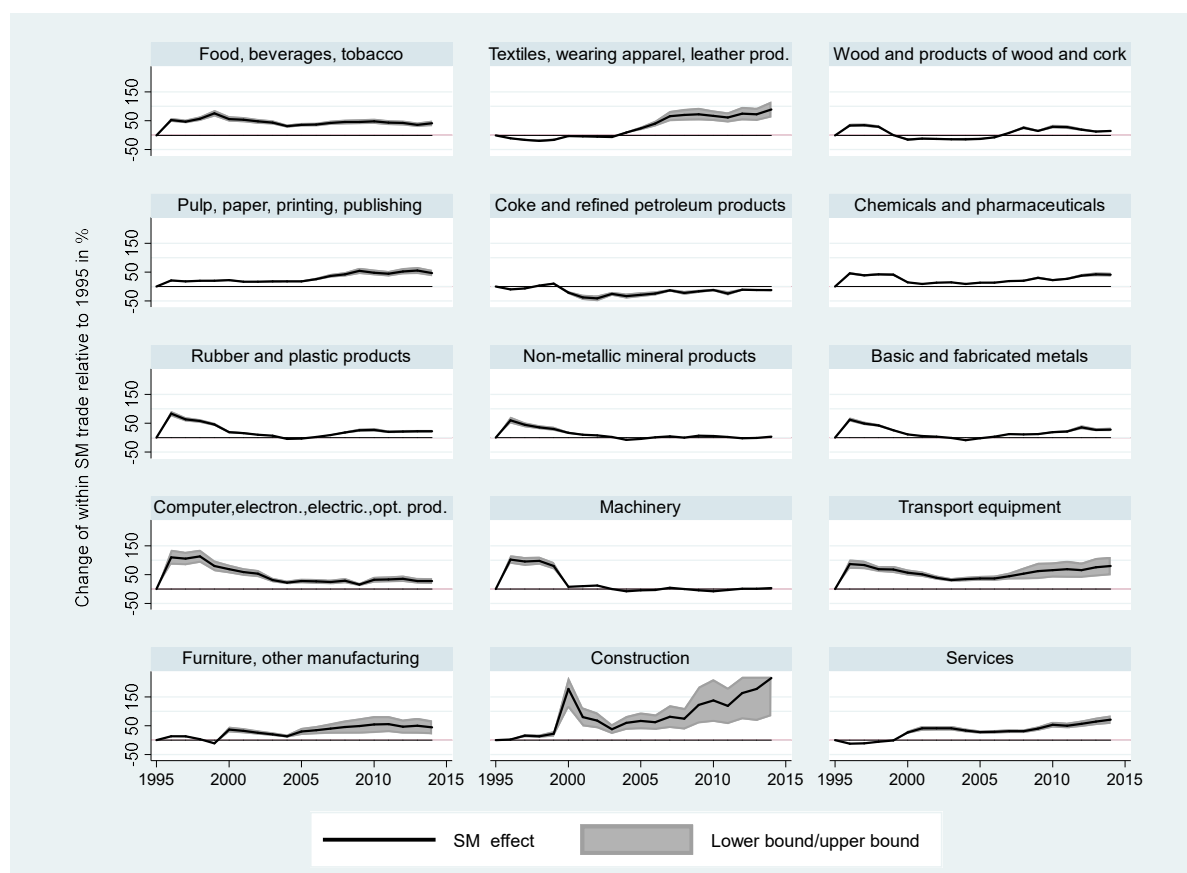 Change of within SM trade relative to 1995 in %
Food, beverages, tobacco
Textiles, wearing apparel, leather prod.
Wood and products of wood and cork
150
50
-50
Pulp, paper, printing, publishing
Coke and refined petroleum products
Chemicals and pharmaceuticals
150
50
-50
Rubber and plastic products
Non-metallic mineral products
Basic and fabricated metals
150
50
-50
Computer,electron.,electric.,opt. prod.
Machinery
Transport equipment
150
50
-50
Furniture, other manufacturing
Construction
Services
150
50
-50
1995 2000 2005 2010 2015
1995 2000 2005 2010 2015
1995 2000 2005 2010 2015
SM effect
Lower bound/upper bound